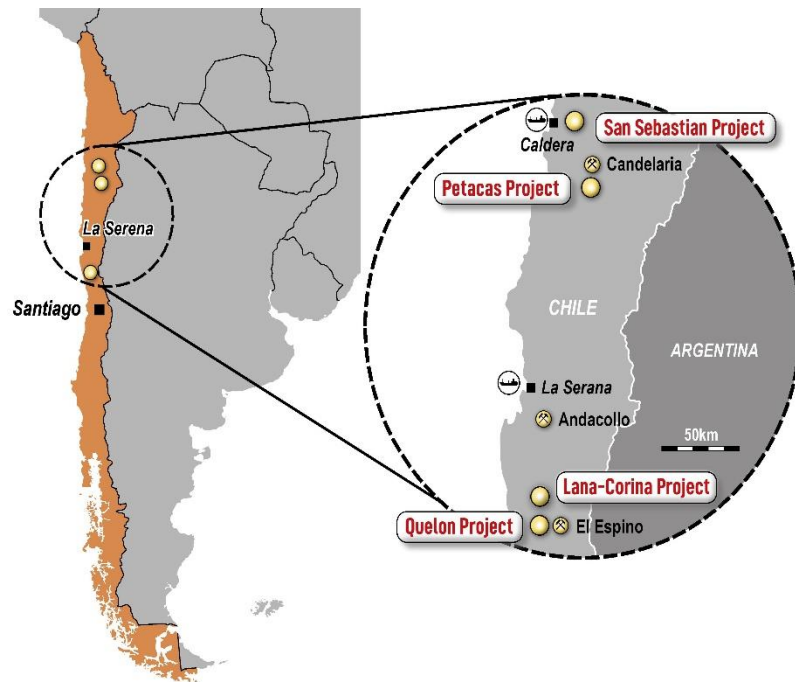 La Serena
Santiago
Caldera
San Sebastian Project
Candelaria
Petacas Project
CHILE
ARGENTINA
La Serana
Andacollo
50km
Lana-Corina Project
Quelon Project
El Espino